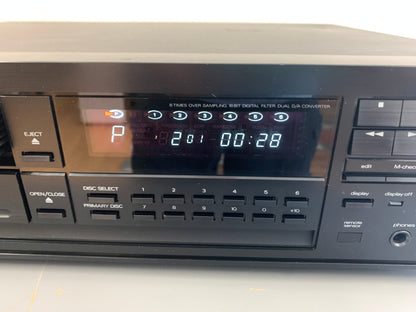 8 TIMES OVER SAMPLING 18 BIT DIGITAL FILTER DUAL D/A CONVERTER
1 2 3 4 5 6
P 2 01 00:28
EJECT
edit M-check
OPEN/CLOSE
DISC SELECT 1 2 3 4 5 6
PRIMARY DISC 7 8 9 10 0 +10
display display off
remote sensor
phones